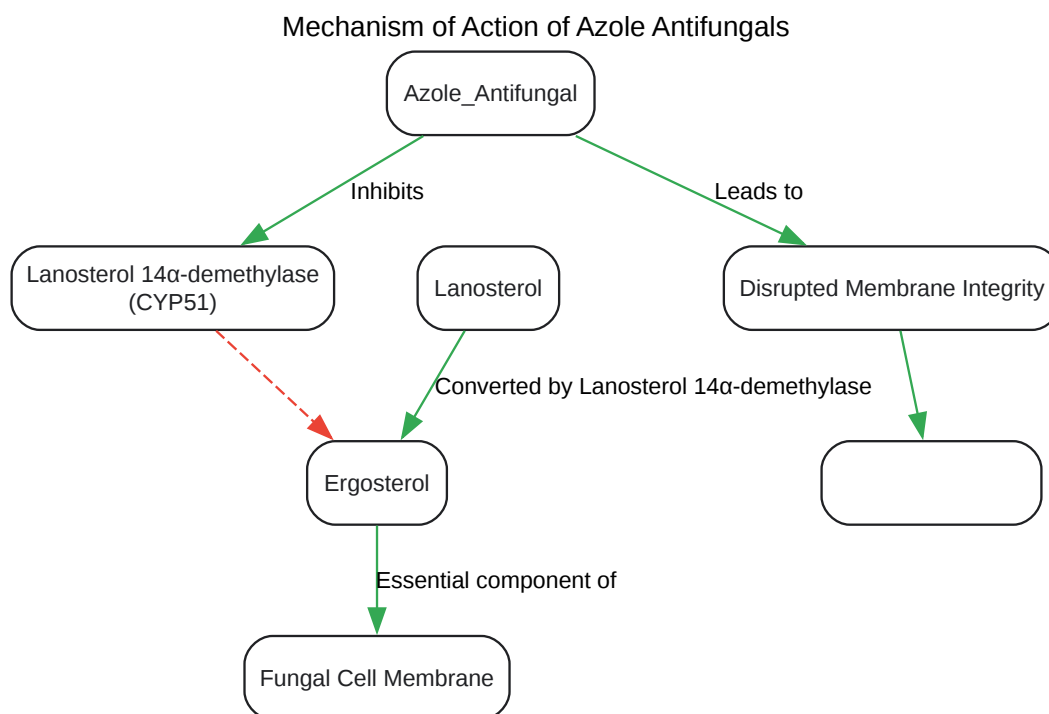 Mechanism of Action of Azole Antifungals
Azole_Antifungal
Inhibits
Leads to
Lanosterol 14α-demethylase
(CYP51)
Lanosterol
Disrupted Membrane Integrity
Converted by Lanosterol 14α-demethylase
Ergosterol
Essential component of
Fungal Cell Membrane